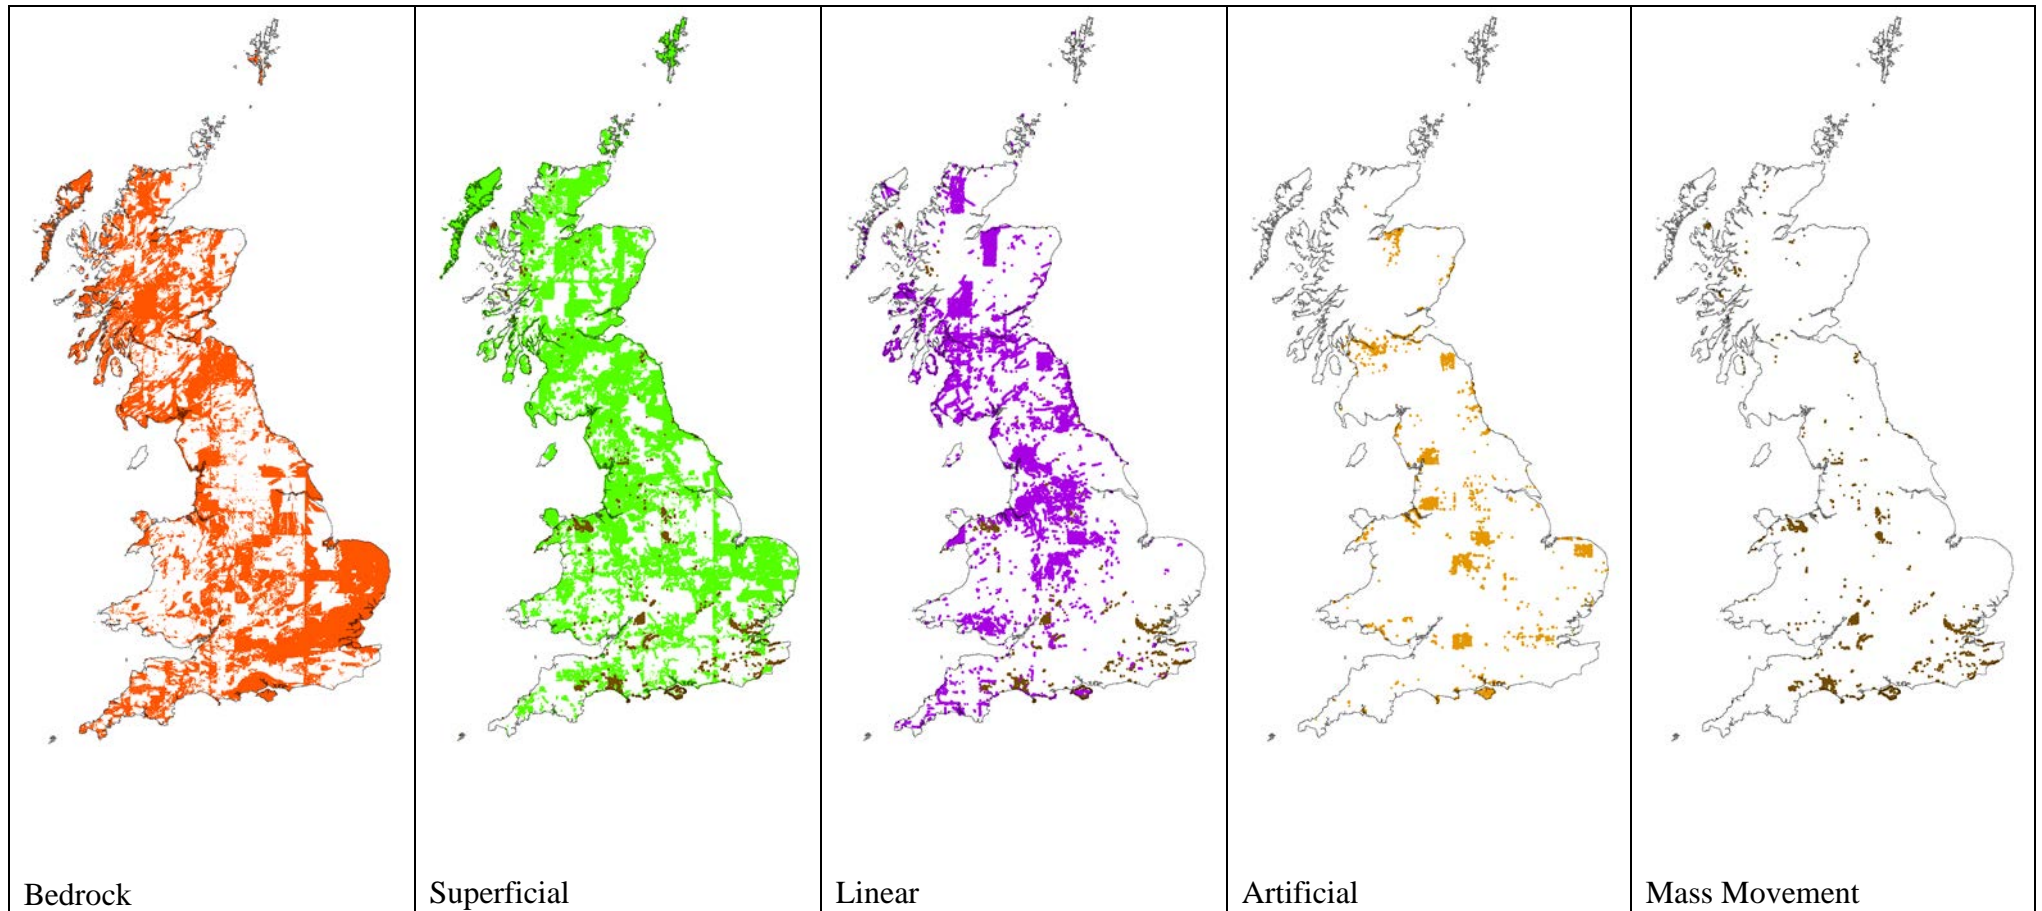 Bedrock
Superficial
Linear
Artificial
Mass Movement